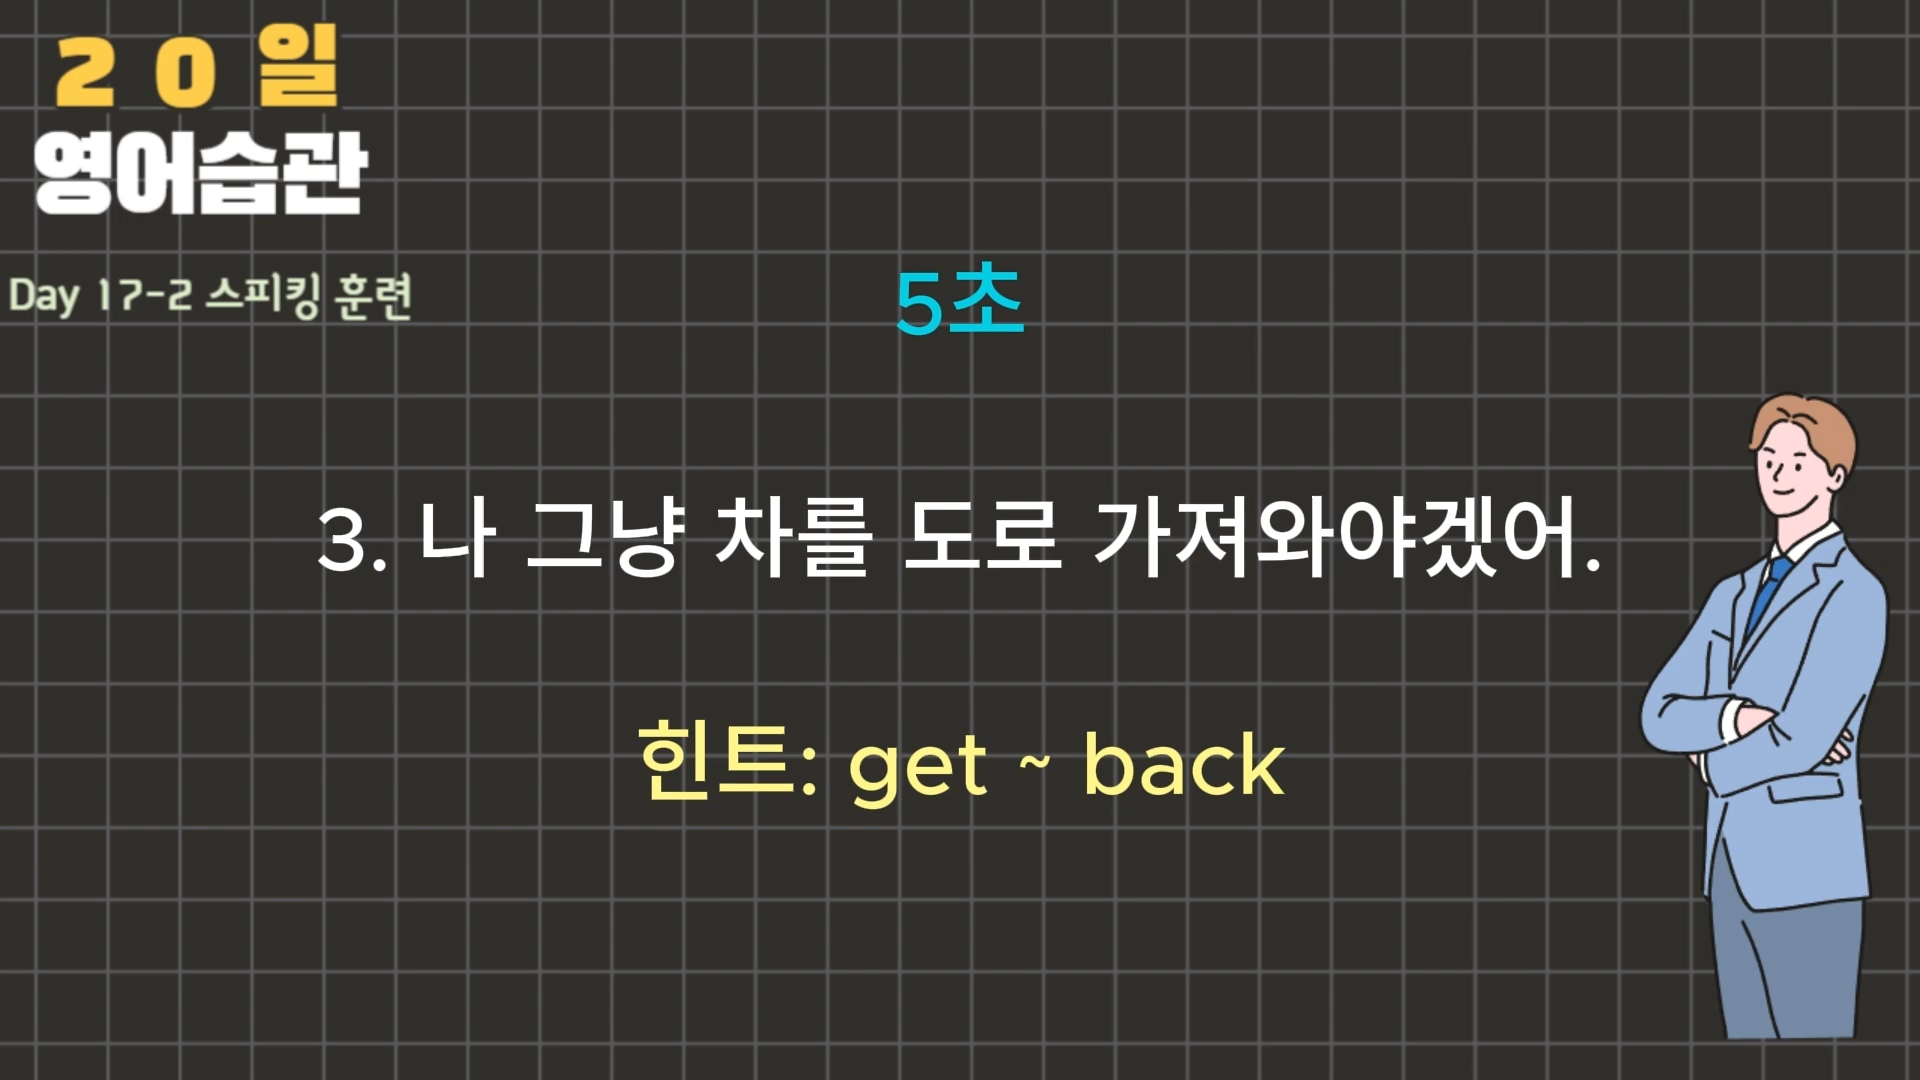 20일
영어습관
Day 17-2 스피킹 훈련
5초
3. 나 그냥 차를 도로 가져와야겠어.
힌트: get ~ back